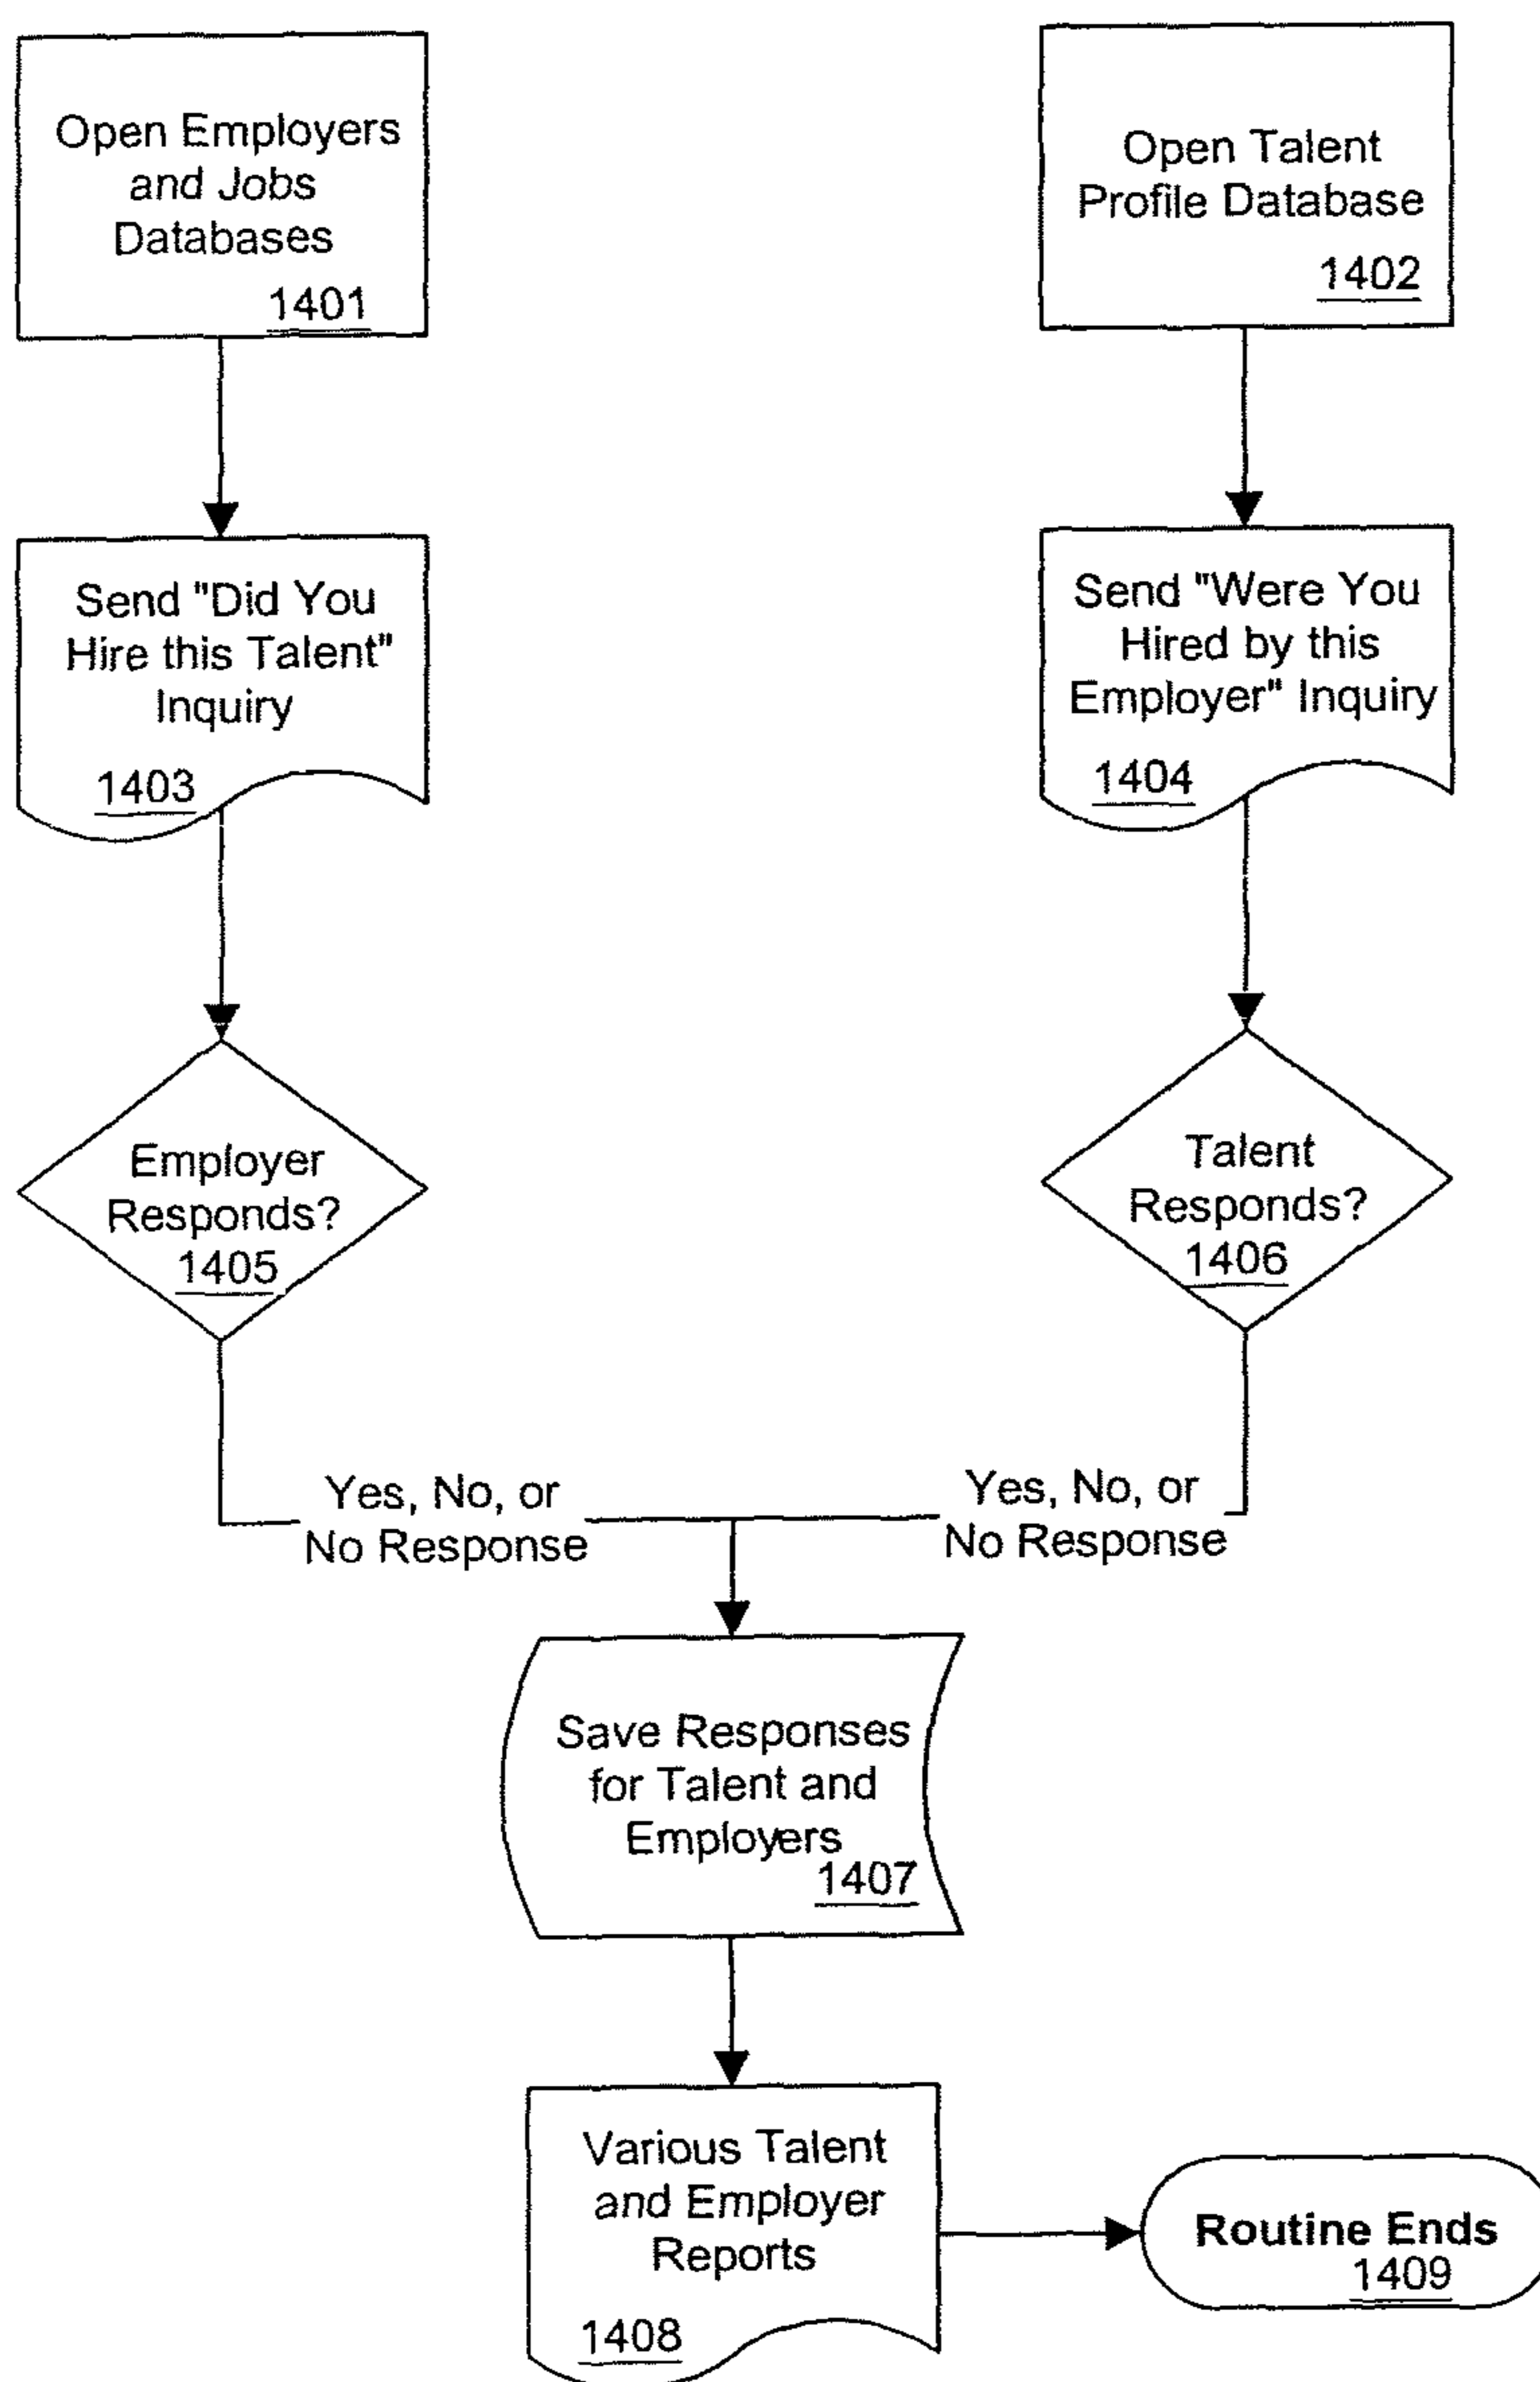 Open Employers
and Jobs
Databases
1401
Open Talent
Profile Database
1402
Send "Did You
Hire this Talent"
Inquiry
1403
Send "Were You
Hired by this
Employer" Inquiry
1404
Employer
Responds?
1405
Talent
Responds?
1406
Yes, No, or
No Response
Yes, No, or
No Response
Save Responses
for Talent and
Employers
1407
Various Talent
and Employer
Reports
1408
Routine Ends
1409